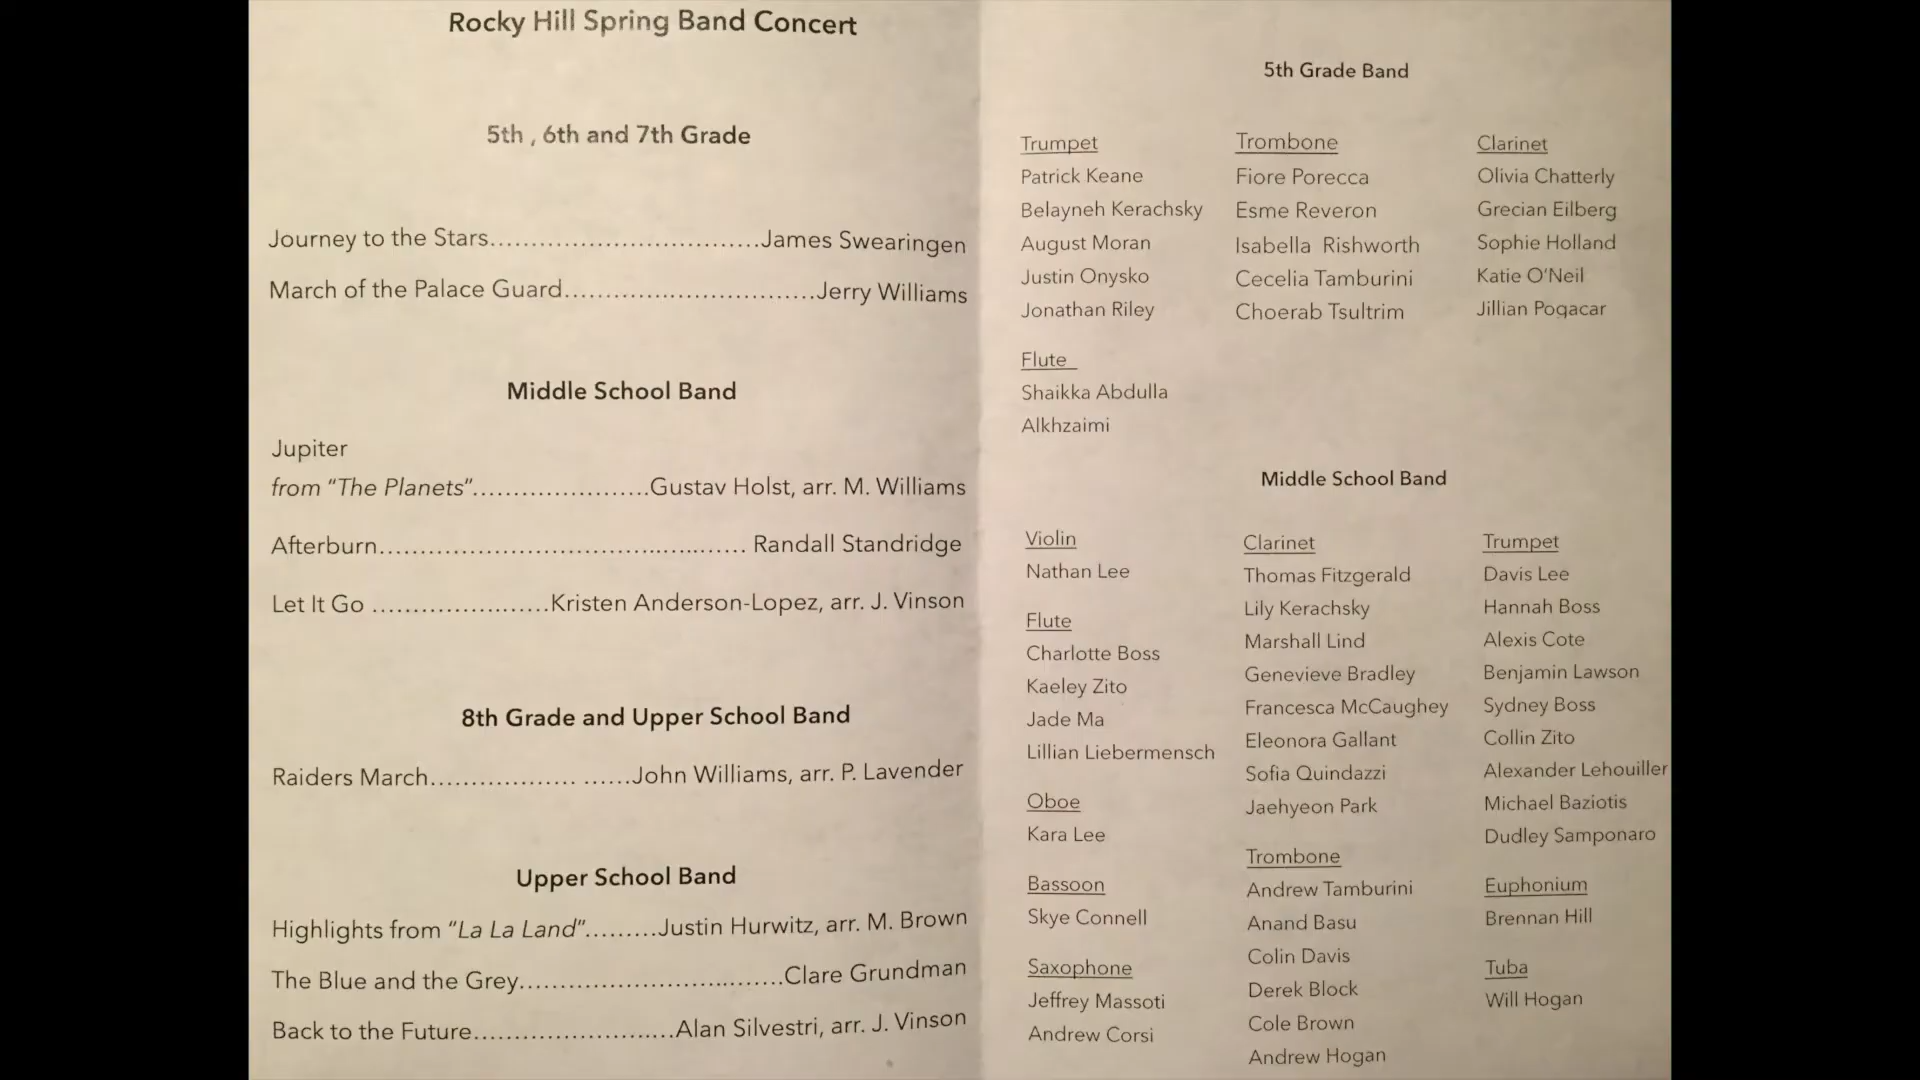 Rocky Hill Spring Band Concert
5th , 6th and 7th Grade
Journey to the Stars.................................James Swearingen
March of the Palace Guard...............................Jerry Williams
Middle School Band
Jupiter
from “The Planets”......................Gustav Holst, arr. M. Williams
Afterburn............................................. Randall Standridge
Let It Go ......................Kristen Anderson-Lopez, arr. J. Vinson
8th Grade and Upper School Band
Raiders March.................. ......John Williams, arr. P. Lavender
Upper School Band
Highlights from “La La Land”.........Justin Hurwitz, arr. M. Brown
The Blue and the Grey................................Clare Grundman
Back to the Future.........................Alan Silvestri, arr. J. Vinson
5th Grade Band
Trumpet
Patrick Keane
Belayneh Kerachsky
August Moran
Justin Onysko
Jonathan Riley
Flute
Shaikka Abdulla
Alkhzaimi
Trombone
Fiore Porecca
Esme Reveron
Isabella Rishworth
Cecelia Tamburini
Choerab Tsultrim
Clarinet
Olivia Chatterly
Grecian Eilberg
Sophie Holland
Katie O’Neil
Jillian Pogacar
Middle School Band
Violin
Nathan Lee
Flute
Charlotte Boss
Kaeley Zito
Jade Ma
Lillian Liebermensch
Oboe
Kara Lee
Bassoon
Skye Connell
Saxophone
Jeffrey Massoti
Andrew Corsi
Clarinet
Thomas Fitzgerald
Lily Kerachsky
Marshall Lind
Genevieve Bradley
Francesca McCaughey
Eleonora Gallant
Sofia Quindazzi
Jaehyeon Park
Trombone
Andrew Tamburini
Anand Basu
Colin Davis
Derek Block
Cole Brown
Andrew Hogan
Trumpet
Davis Lee
Hannah Boss
Alexis Cote
Benjamin Lawson
Sydney Boss
Collin Zito
Alexander Lehouiller
Michael Baziotis
Dudley Samponaro
Euphonium
Brennan Hill
Tuba
Will Hogan